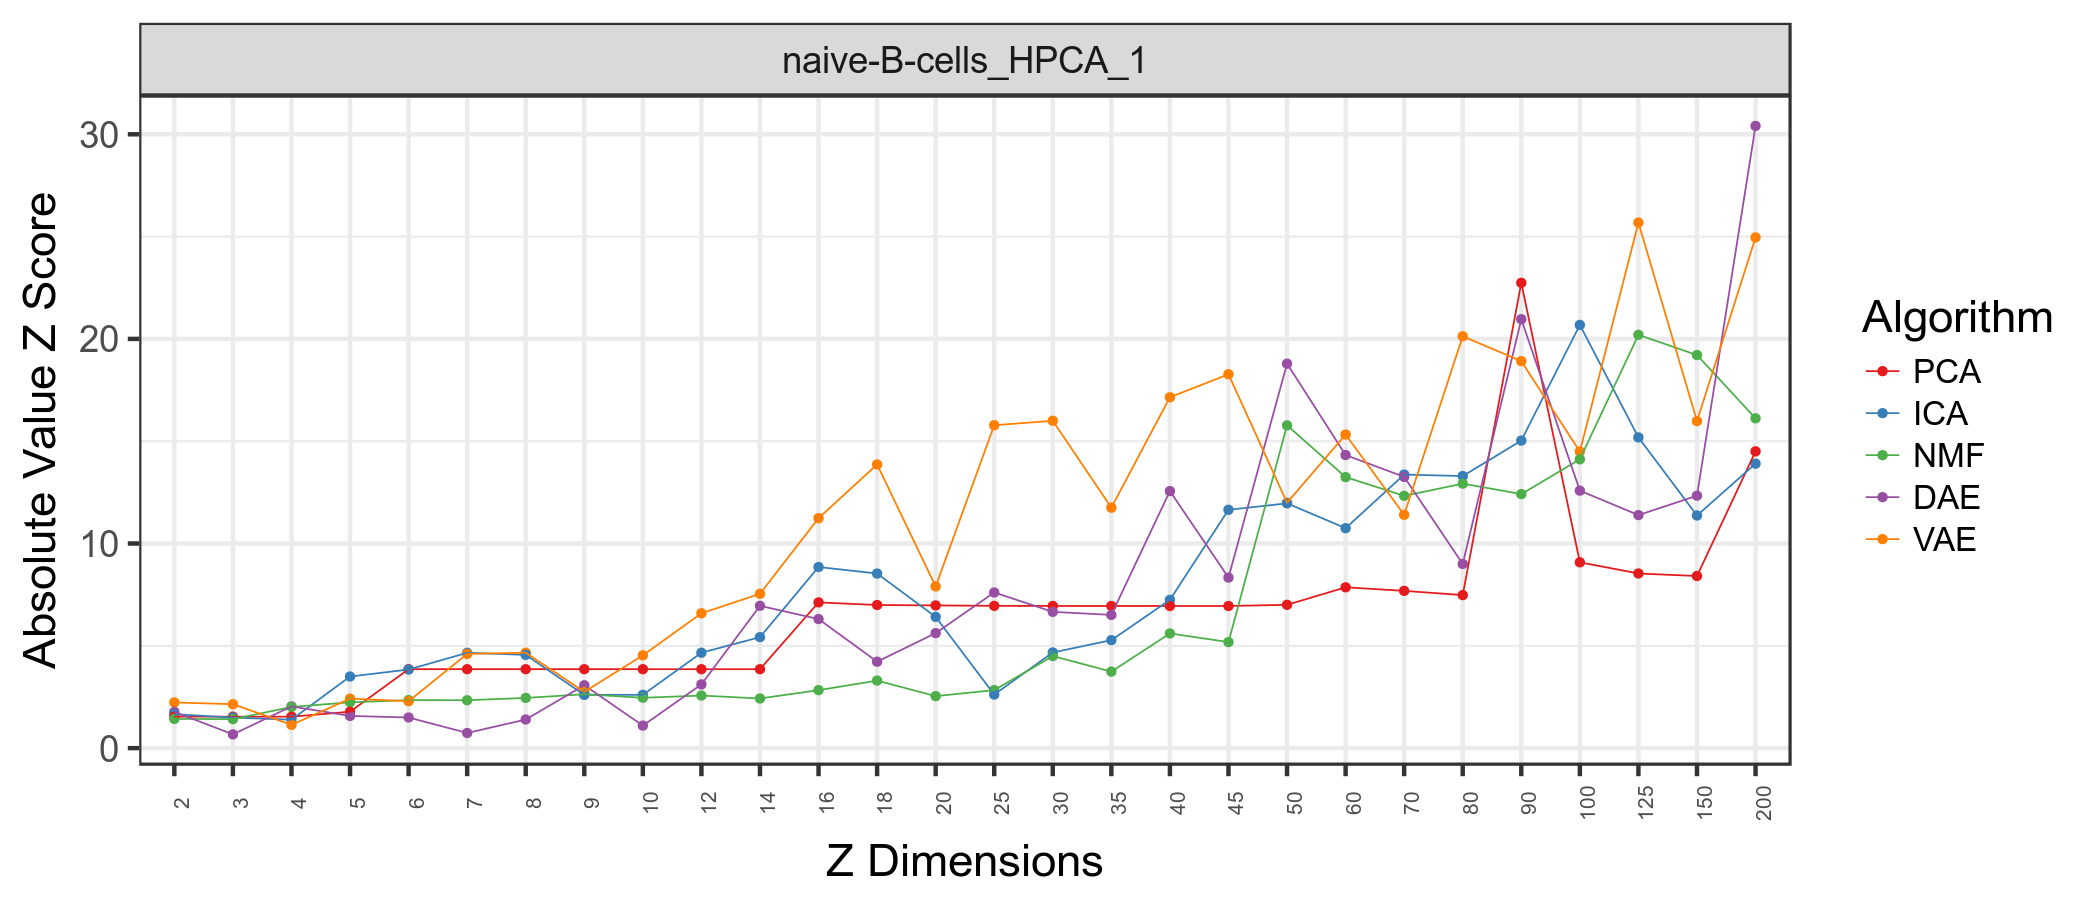 naive-B-cells_HPCA_1
Absolute Value Z Score
30
20
10
0
2 3 4 5 6 7 8 9 10 12 14 16 18 20 25 30 35 40 45 50 60 70 80 90 100 125 150 200
Z Dimensions
Algorithm
PCA
ICA
NMF
DAE
VAE